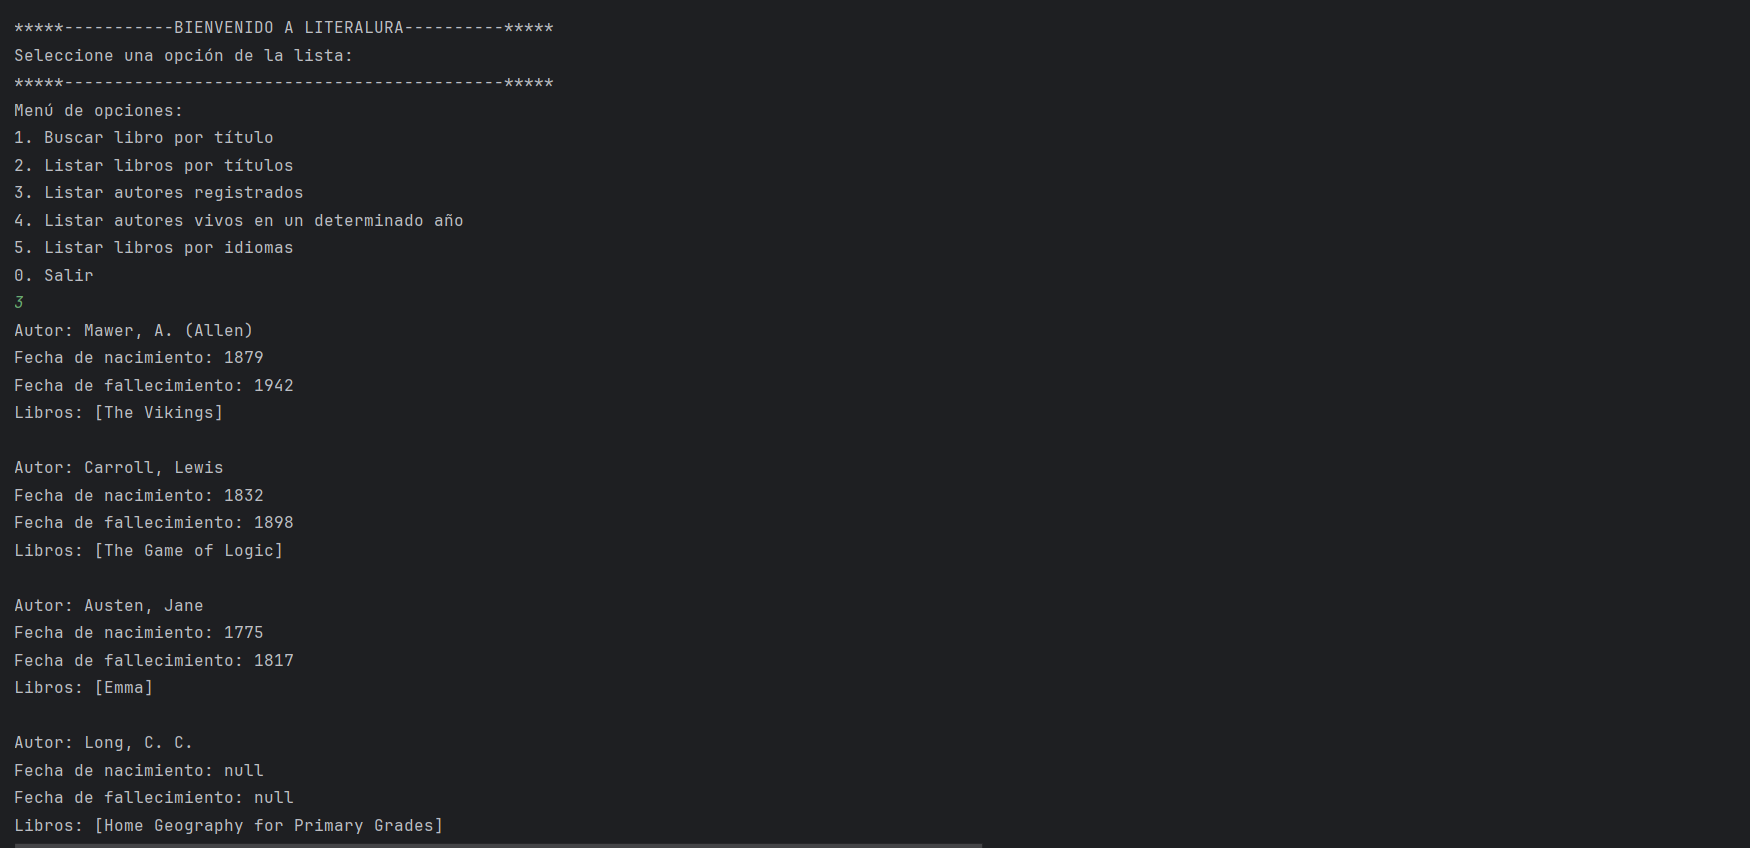 *****-----------BIENVENIDO A LITERALURA----------*****
Seleccione una opción de la lista:
*****--------------------------------------------*****
Menú de opciones:
1. Buscar libro por título
2. Listar libros por títulos
3. Listar autores registrados
4. Listar autores vivos en un determinado año
5. Listar libros por idiomas
0. Salir
3
Autor: Mawer, A. (Allen)
Fecha de nacimiento: 1879
Fecha de fallecimiento: 1942
Libros: [The Vikings]

Autor: Carroll, Lewis
Fecha de nacimiento: 1832
Fecha de fallecimiento: 1898
Libros: [The Game of Logic]

Autor: Austen, Jane
Fecha de nacimiento: 1775
Fecha de fallecimiento: 1817
Libros: [Emma]

Autor: Long, C. C.
Fecha de nacimiento: null
Fecha de fallecimiento: null
Libros: [Home Geography for Primary Grades]